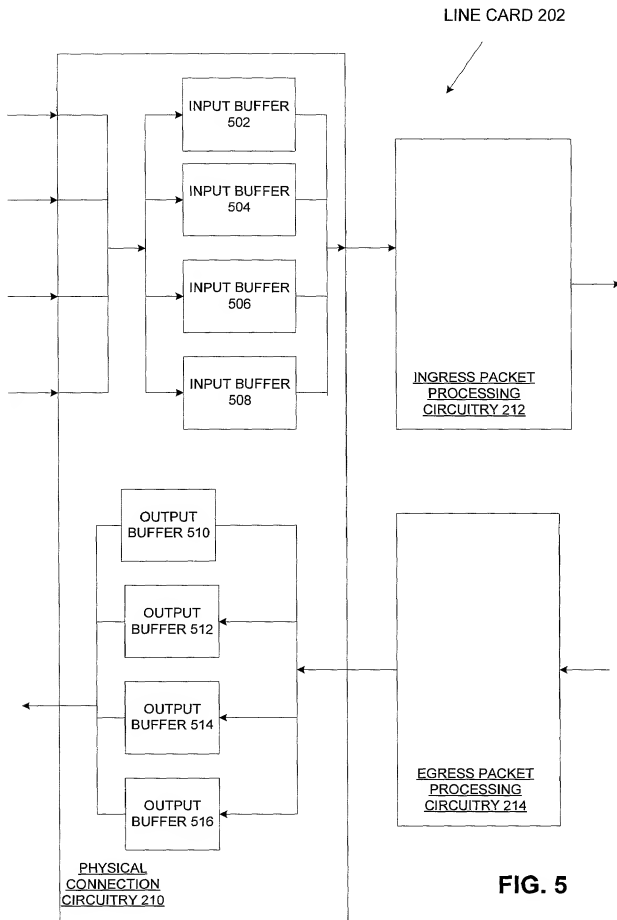 LINE CARD 202
INPUT BUFFER
502
INPUT BUFFER
504
INPUT BUFFER
506
INPUT BUFFER
508
INGRESS PACKET
PROCESSING
CIRCUITRY 212
OUTPUT
BUFFER 510
OUTPUT
BUFFER 512
OUTPUT
BUFFER 514
OUTPUT
BUFFER 516
EGRESS PACKET
PROCESSING
CIRCUITRY 214
PHYSICAL
CONNECTION
CIRCUITRY 210
FIG. 5